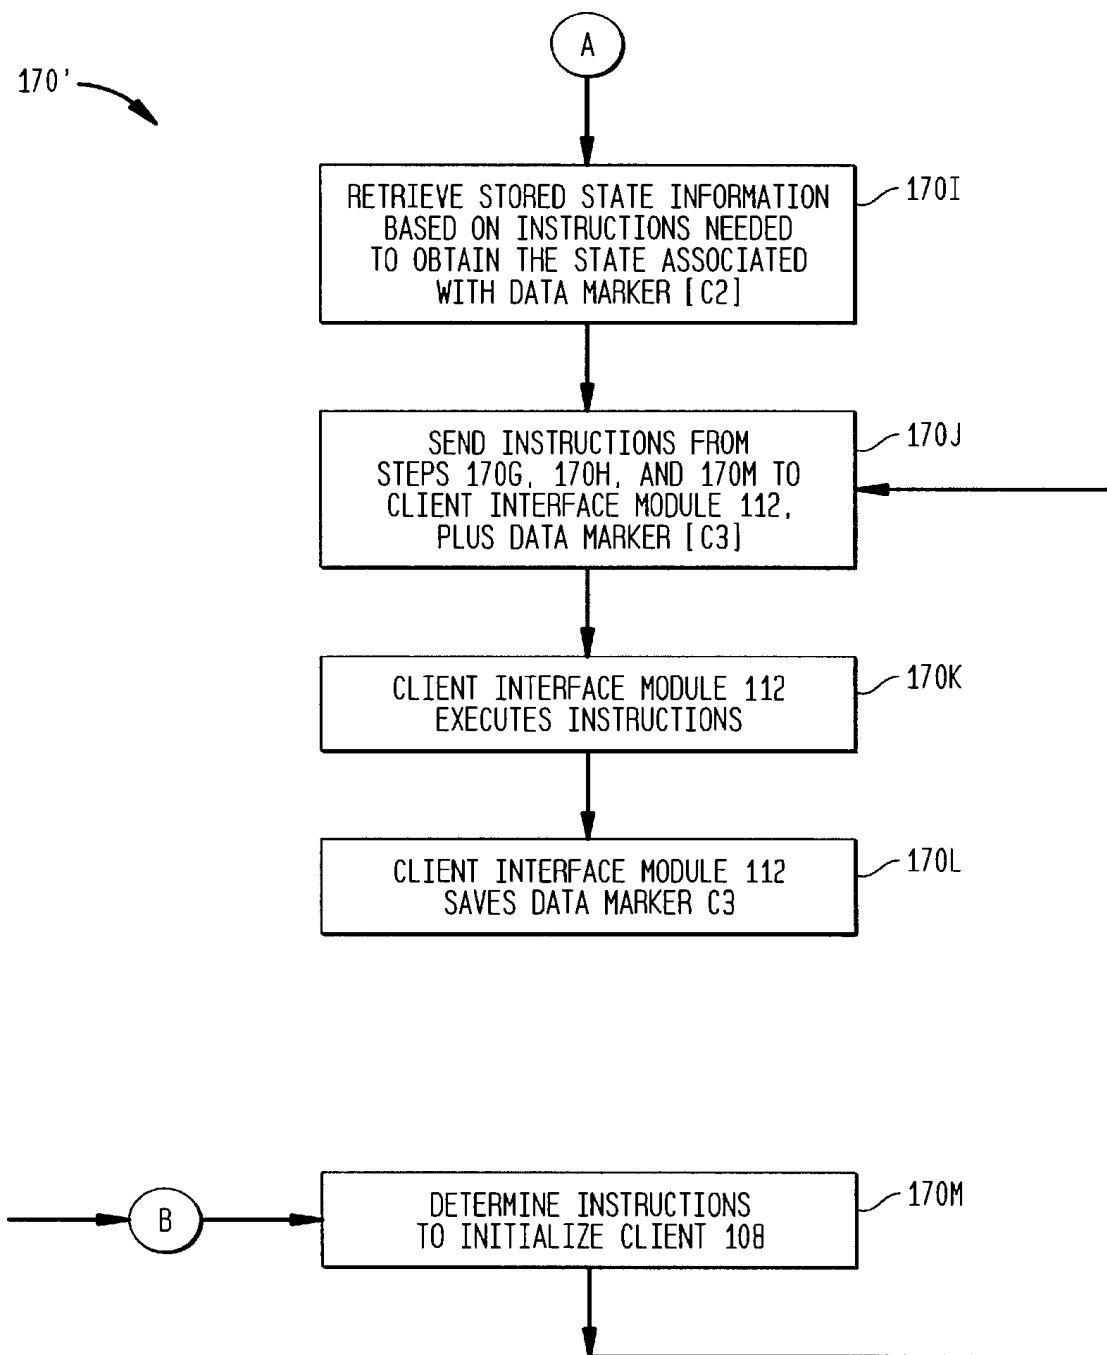 A
170'
RETRIEVE STORED STATE INFORMATION
BASED ON INSTRUCTIONS NEEDED
TO OBTAIN THE STATE ASSOCIATED
WITH DATA MARKER [C2]
170I
SEND INSTRUCTIONS FROM
STEPS 170G, 170H, AND 170M TO
CLIENT INTERFACE MODULE 112,
PLUS DATA MARKER [C3]
170J
CLIENT INTERFACE MODULE 112
EXECUTES INSTRUCTIONS
170K
CLIENT INTERFACE MODULE 112
SAVES DATA MARKER C3
170L
B
DETERMINE INSTRUCTIONS
TO INITIALIZE CLIENT 108
170M